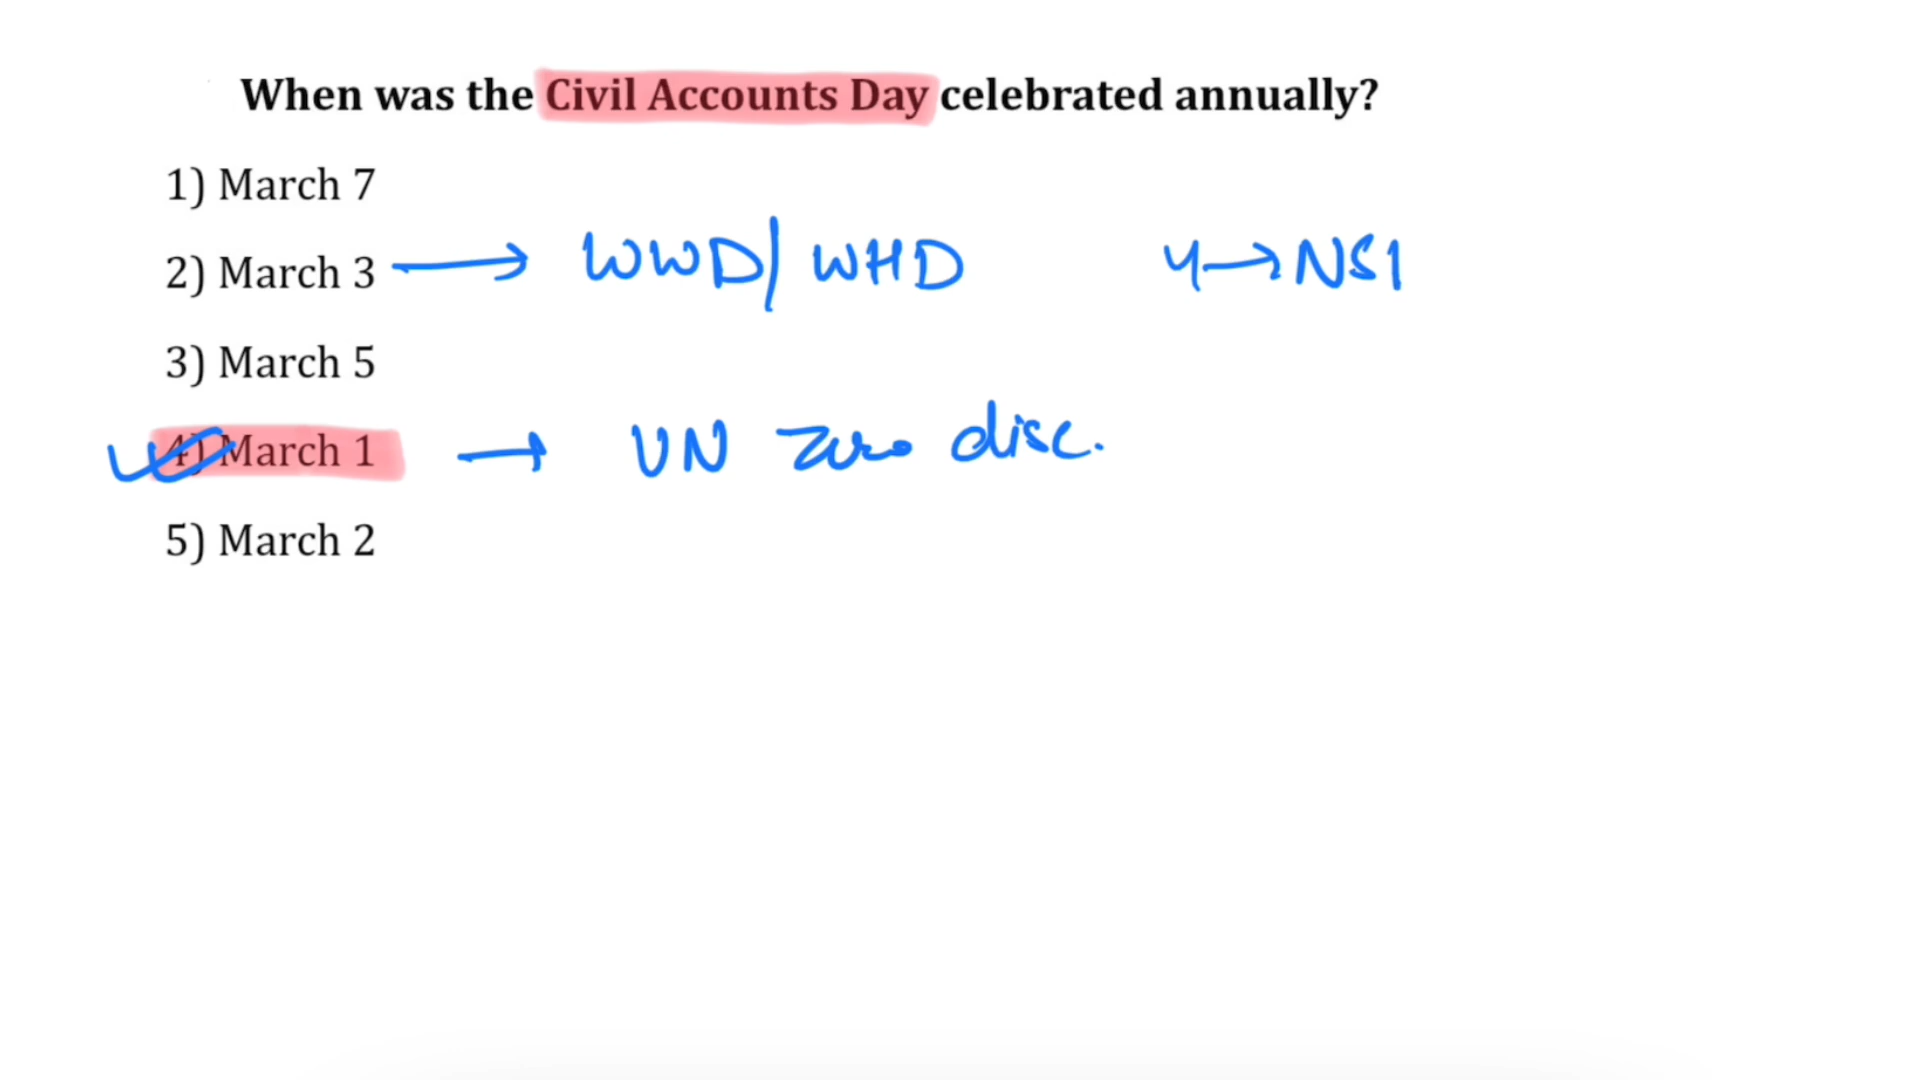 When was the Civil Accounts Day celebrated annually?
1) March 7
2) March 3 → WWD/ WHD 4→NS1
3) March 5
4) March 1 → UN zero disc.
5) March 2